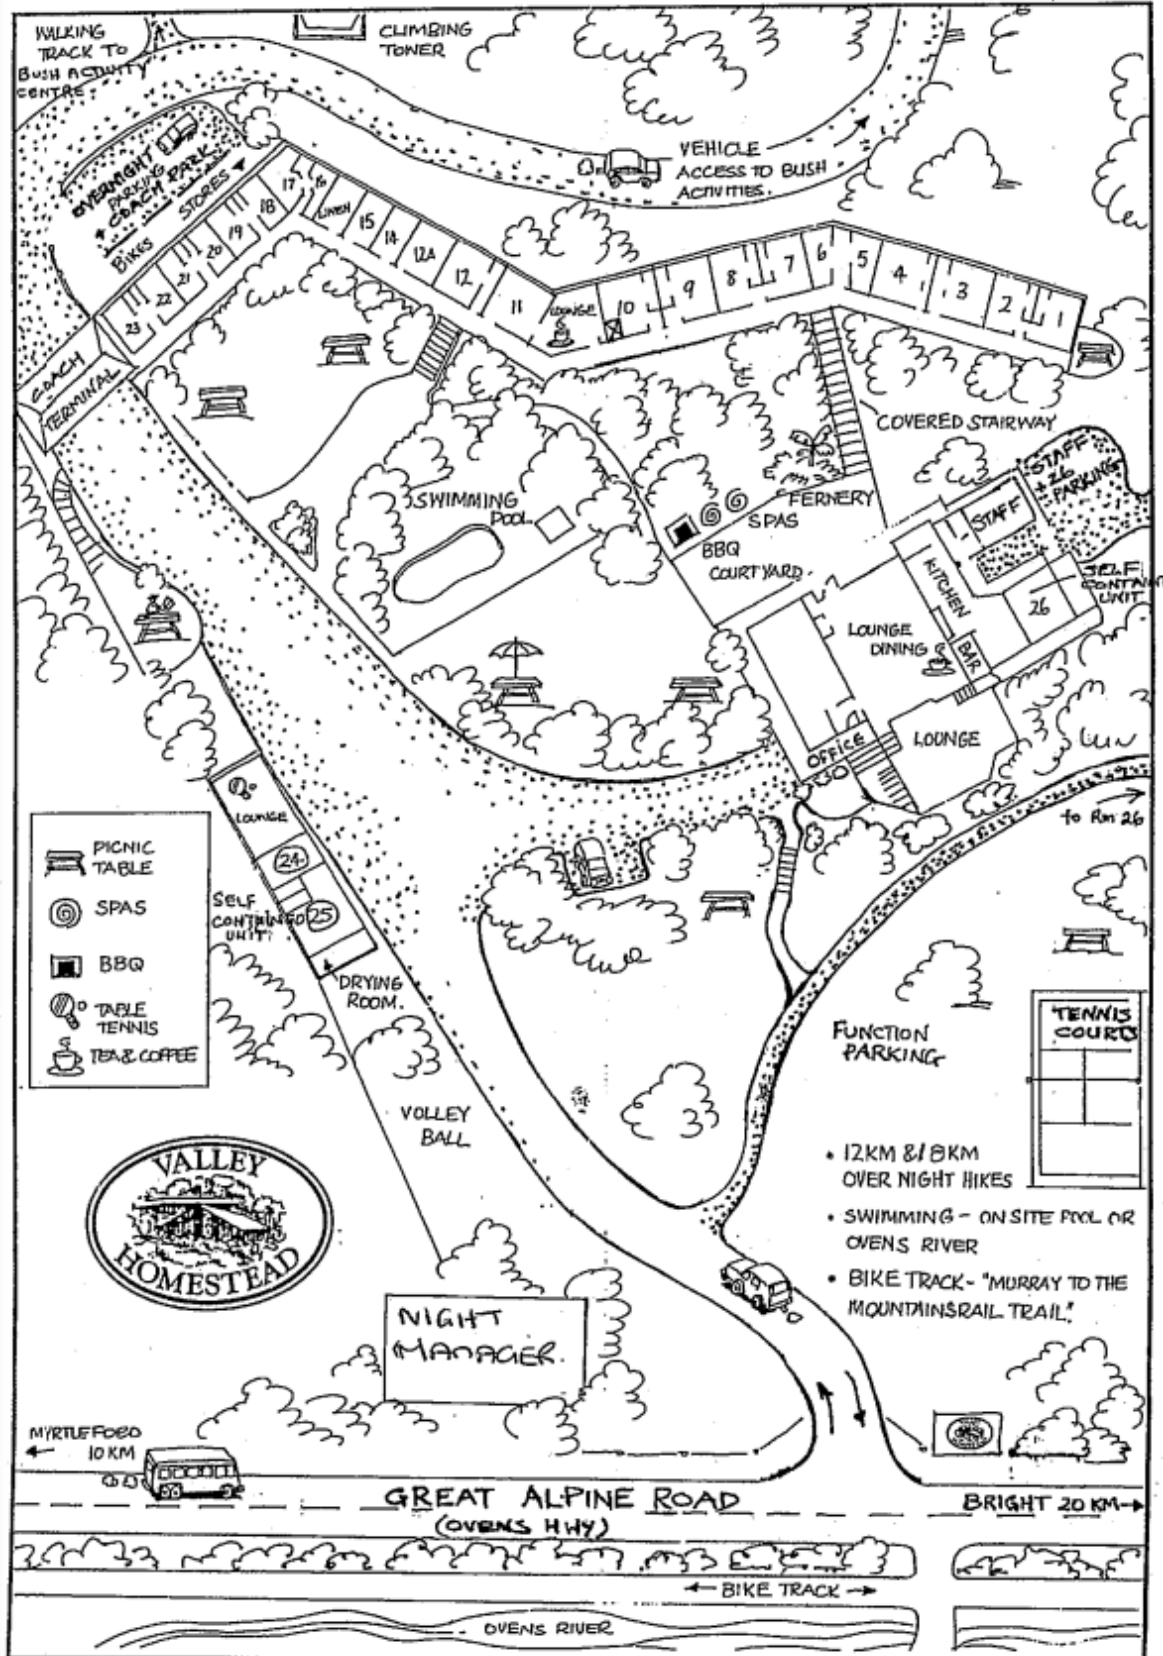 WALKING
TRACK TO
BUSH ACTIVITY
CENTRE.
CLIMBING
TONER
VEHICLE
ACCESS TO BUSH
ACTIVITIES.
OVERNIGHT
PARKING
COACH PARK
BIKES
STORES
17
16
LINEN
15
14
12A
12
11
LOUNGE
10
9
8
7
6
5
4
3
2
1
18
19
20
21
22
23
COACH
TERMINAL
COVERED STAIRWAY
STAFF
+ 26
PARKING
SWIMMING
POOL
FERNERY
SPAS
BBQ
COURTYARD.
STAFF
KITCHEN
SELF
CONTAIN
UNIT
26
LOUNGE
DINING
BAR
OFFICE
LOUNGE
to Rm 26
PICNIC
TABLE
SPAS
BBQ
TABLE
TENNIS
TEA & COFFEE
LOUNGE
24
SELF
CONTAINED
UNIT.
25
DRYING
ROOM.
VOLLEY
BALL
FUNCTION
PARKING
TENNIS
COURTS
VALLEY
HOMESTEAD
• 12KM & 18KM
OVER NIGHT HIKES
• SWIMMING - ON SITE POOL OR
OVENS RIVER
• BIKE TRACK - "MURRAY TO THE
MOUNTAINSRAIL TRAIL."
NIGHT
MANAGER.
MYRTLEFORD
10 KM
GREAT ALPINE ROAD
(OVENS HWY)
BRIGHT 20 KM
BIKE TRACK
OVENS RIVER